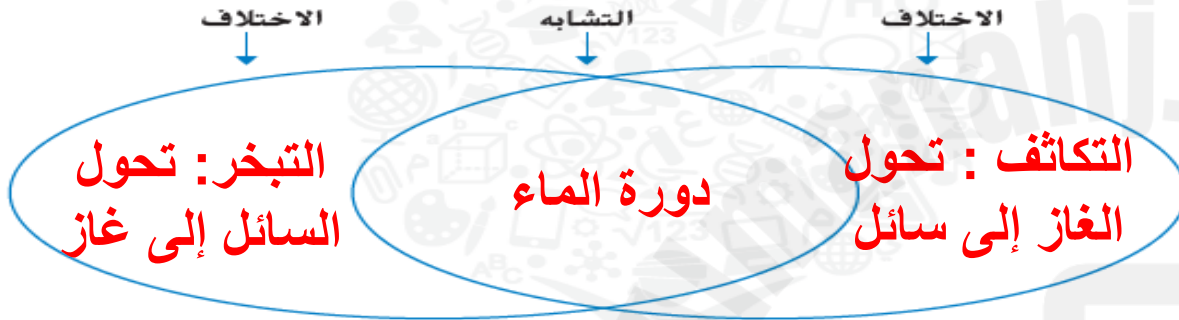 الاختلاف
التشابه
الاختلاف
التكاثف : تحول
الغاز إلى سائل
دورة الماء
التبخر: تحول
السائل إلى غاز